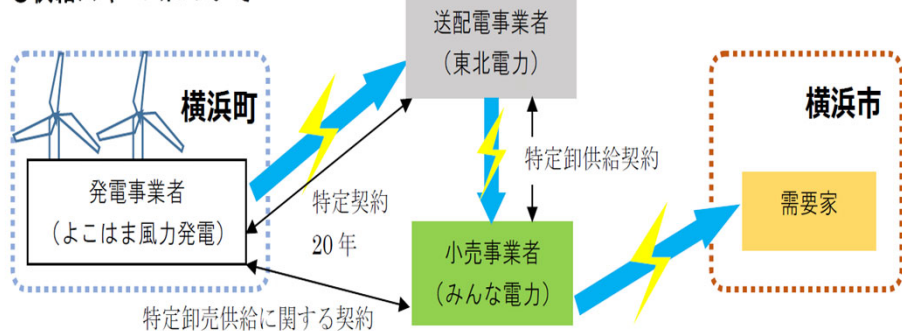 送配電事業者
（東北電力）
横浜町
横浜市
特定卸供給契約
発電事業者
（よこはま風力発電）
特定契約
20年
需要家
小売事業者
（みんな電力）
特定卸売供給に関する契約